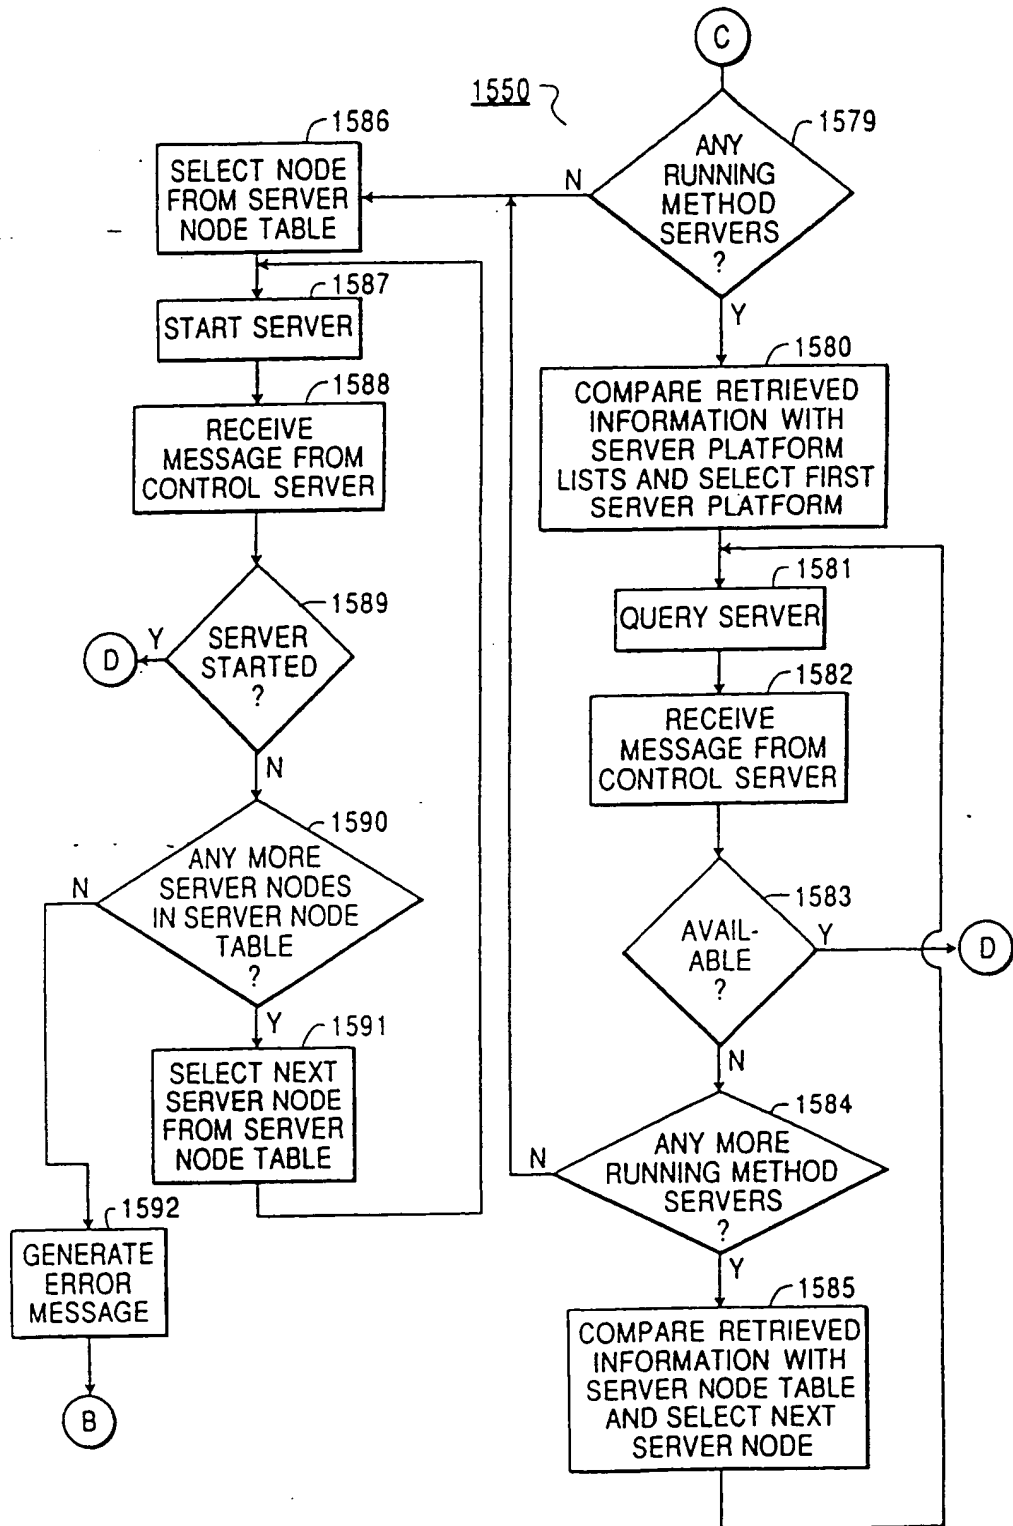 C
1550
1579
ANY
RUNNING
METHOD
SERVERS
?
N
Y
1586
SELECT NODE
FROM SERVER
NODE TABLE
1587
START SERVER
1588
RECEIVE
MESSAGE FROM
CONTROL SERVER
1589
SERVER
STARTED
?
Y
D
N
1590
ANY MORE
SERVER NODES
IN SERVER NODE
TABLE
?
N
Y
1591
SELECT NEXT
SERVER NODE
FROM SERVER
NODE TABLE
1592
GENERATE
ERROR
MESSAGE
B
1580
COMPARE RETRIEVED
INFORMATION WITH
SERVER PLATFORM
LISTS AND SELECT FIRST
SERVER PLATFORM
1581
QUERY SERVER
1582
RECEIVE
MESSAGE FROM
CONTROL SERVER
1583
AVAIL-
ABLE
?
Y
D
N
1584
ANY MORE
RUNNING METHOD
SERVERS
?
N
Y
1585
COMPARE RETRIEVED
INFORMATION WITH
SERVER NODE TABLE
AND SELECT NEXT
SERVER NODE